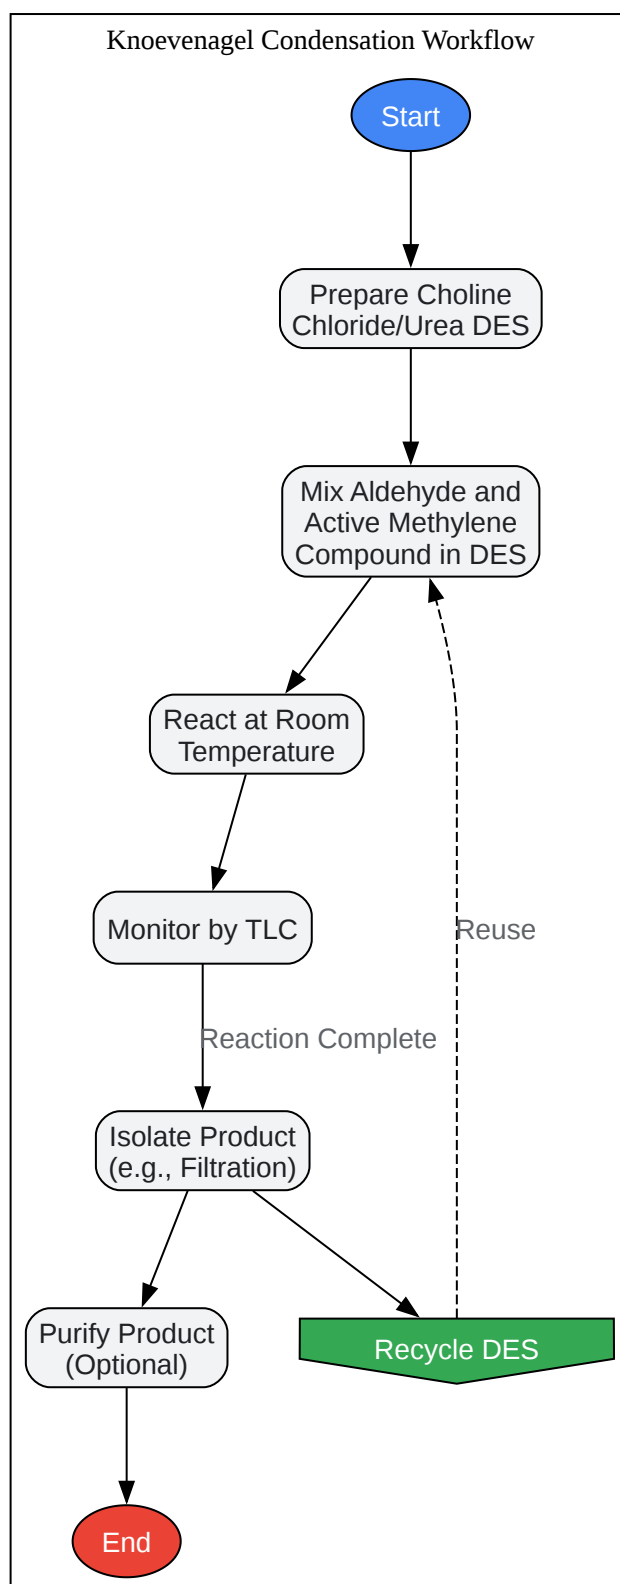 Knoevenagel Condensation Workflow
Start
Prepare Choline
Chloride/Urea DES
Mix Aldehyde and
Active Methylene
Compound in DES
React at Room
Temperature
Monitor by TLC
Reuse
Reaction Complete
Isolate Product
(e.g., Filtration)
Purify Product
(Optional)
Recycle DES
End